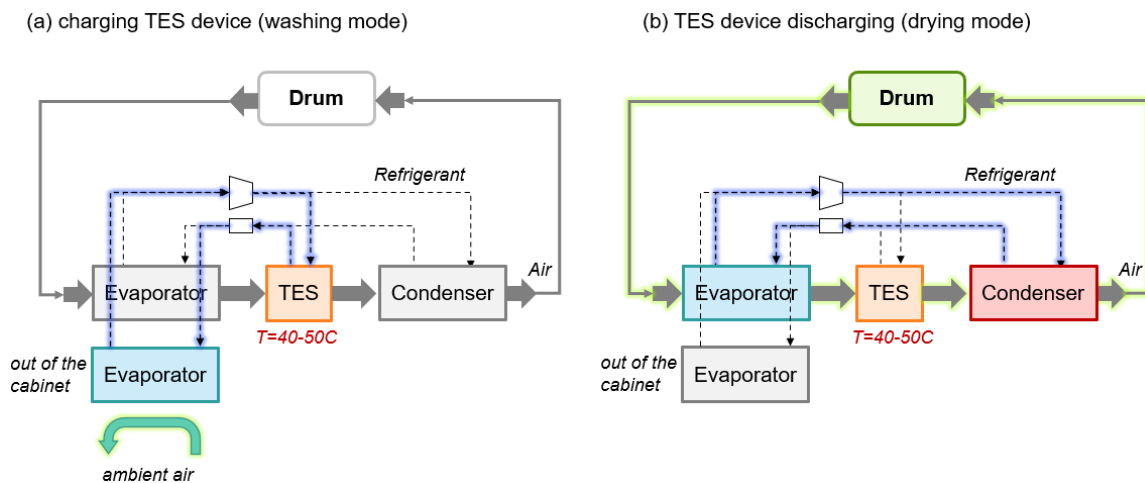 (a) charging TES device (washing mode)
Drum
Refrigerant
Evaporator
TES
Condenser
Air
T=40-50C
out of the
cabinet
Evaporator
ambient air
(b) TES device discharging (drying mode)
Drum
Refrigerant
Evaporator
TES
Condenser
Air
T=40-50C
out of the
cabinet
Evaporator